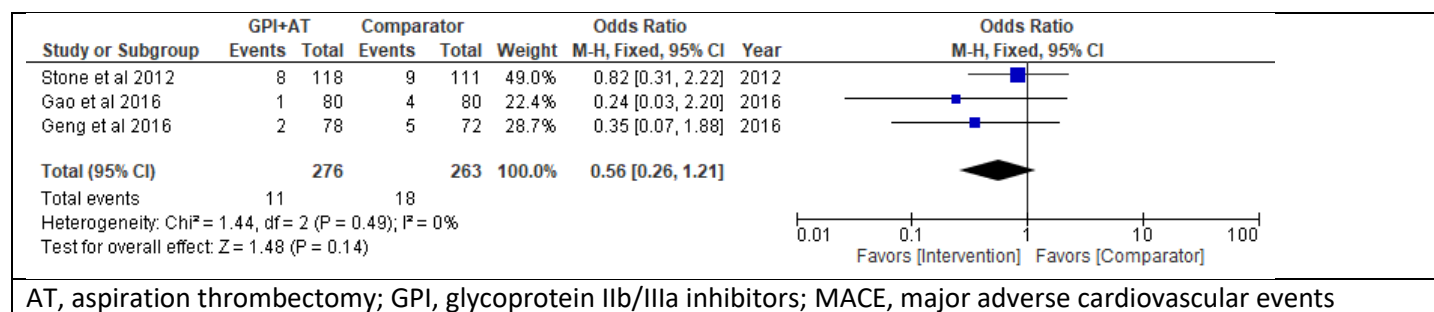 GPI+AT Comparator Odds Ratio Odds Ratio
Study or Subgroup Events Total Events Total Weight M-H, Fixed, 95% CI Year M-H, Fixed, 95% CI
Stone et al 2012 8 118 9 111 49.0% 0.82 [0.31, 2.22] 2012
Gao et al 2016 1 80 4 80 22.4% 0.24 [0.03, 2.20] 2016
Geng et al 2016 2 78 5 72 28.7% 0.35 [0.07, 1.88] 2016
Total (95% CI) 276 263 100.0% 0.56 [0.26, 1.21]
Total events 11 18
Heterogeneity: Chi² = 1.44, df = 2 (P = 0.49); I² = 0%
Test for overall effect: Z = 1.48 (P = 0.14)
0.01 0.1 1 10 100
Favors [Intervention] Favors [Comparator]
AT, aspiration thrombectomy; GPI, glycoprotein IIb/IIIa inhibitors; MACE, major adverse cardiovascular events